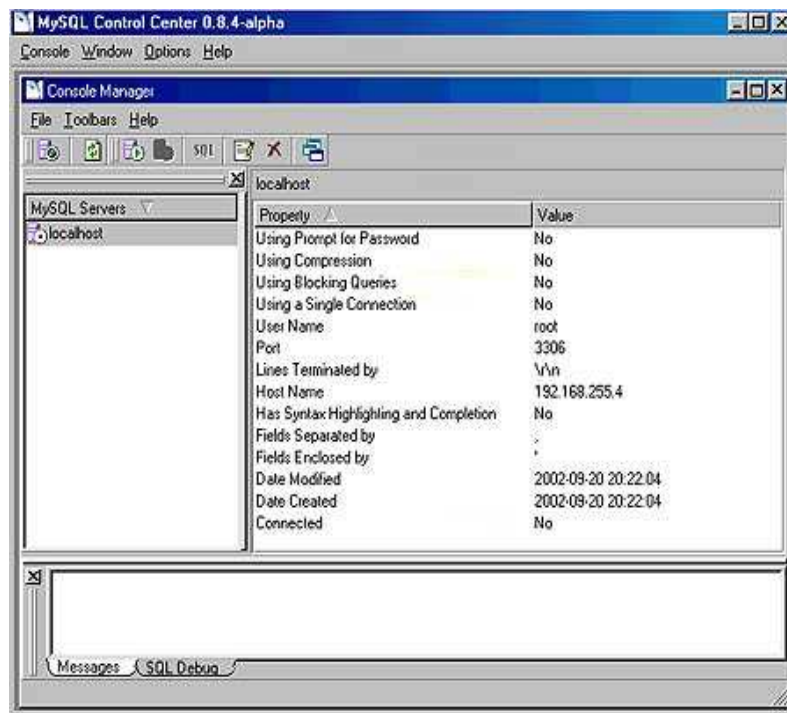 MySQL Control Center 0.8.4-alpha
Console Window Options Help
Console Manager
File Toolbars Help
SQL
localhost
MySQL Servers
localhost
Property Value
Using Prompt for Password No
Using Compression No
Using Blocking Queries No
Using a Single Connection No
User Name root
Port 3306
Lines Terminated by \r\n
Host Name 192.168.255.4
Has Syntax Highlighting and Completion No
Fields Separated by ,
Fields Enclosed by '
Date Modified 2002-09-20 20:22:04
Date Created 2002-09-20 20:22:04
Connected No
Messages SQL Debug